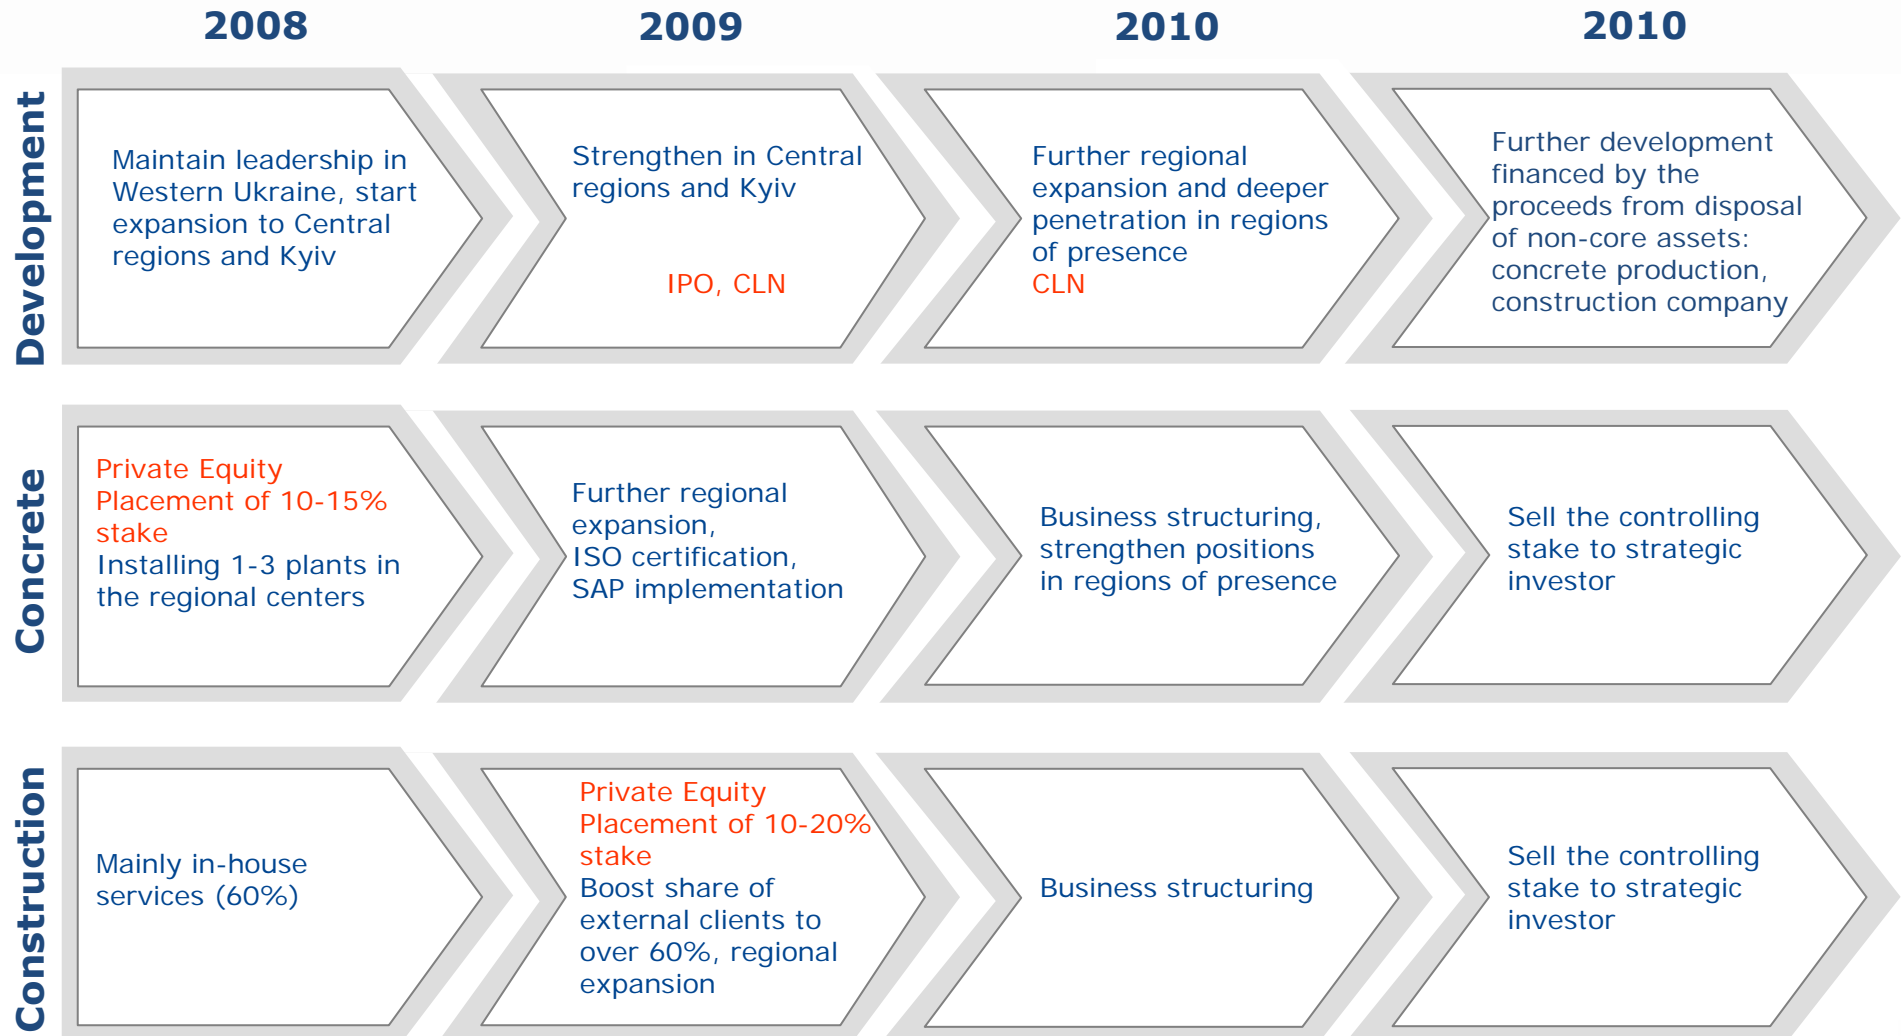 2008
2009
2010
2010
Development
Maintain leadership in
Western Ukraine, start
expansion to Central
regions and Kyiv
Strengthen in Central
regions and Kyiv
IPO, CLN
Further regional
expansion and deeper
penetration in regions
of presence
CLN
Further development
financed by the
proceeds from disposal
of non-core assets:
concrete production,
construction company
Concrete
Private Equity
Placement of 10-15%
stake
Installing 1-3 plants in
the regional centers
Further regional
expansion,
ISO certification,
SAP implementation
Business structuring,
strengthen positions
in regions of presence
Sell the controlling
stake to strategic
investor
Construction
Mainly in-house
services (60%)
Private Equity
Placement of 10-20%
stake
Boost share of
external clients to
over 60%, regional
expansion
Business structuring
Sell the controlling
stake to strategic
investor